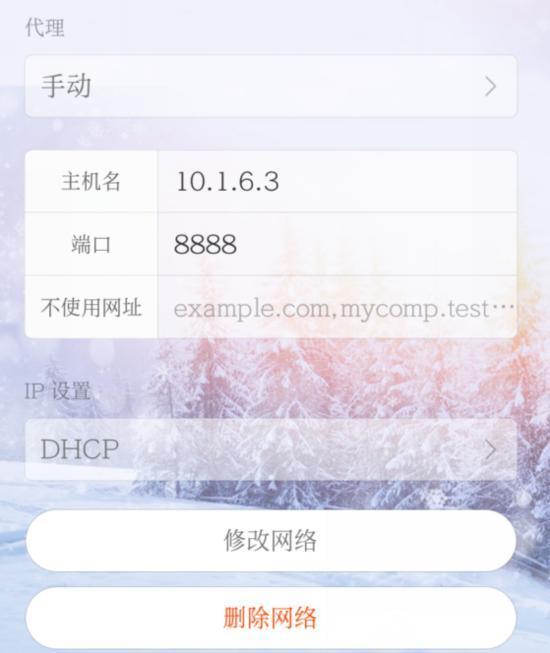 代理
手动
主机名 10.1.6.3
端口 8888
不使用网址 example.com,mycomp.test…
IP 设置
DHCP
修改网络
删除网络